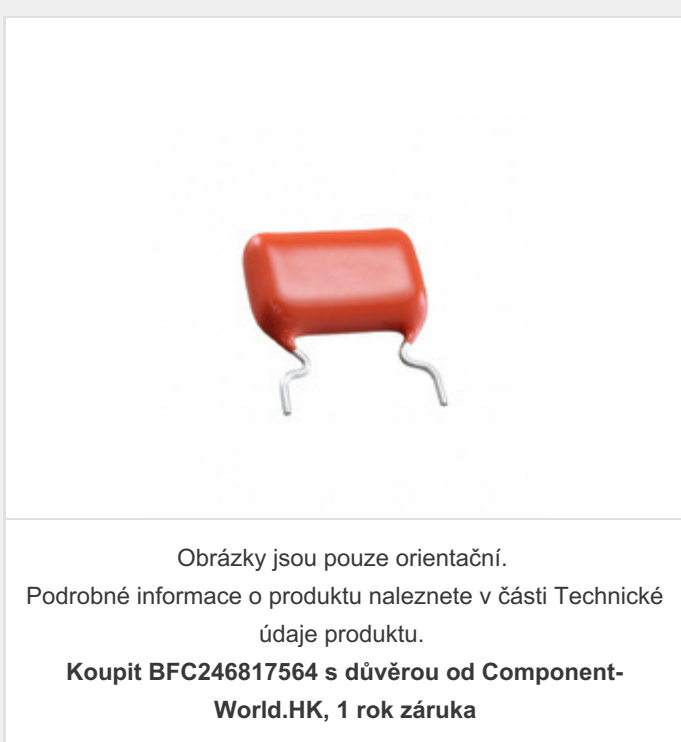 Obrázky jsou pouze orientační.
Podrobné informace o produktu naleznete v části Technické
údaje produktu.
Koupit BFC246817564 s důvěrou od Component-
World.HK, 1 rok záruka